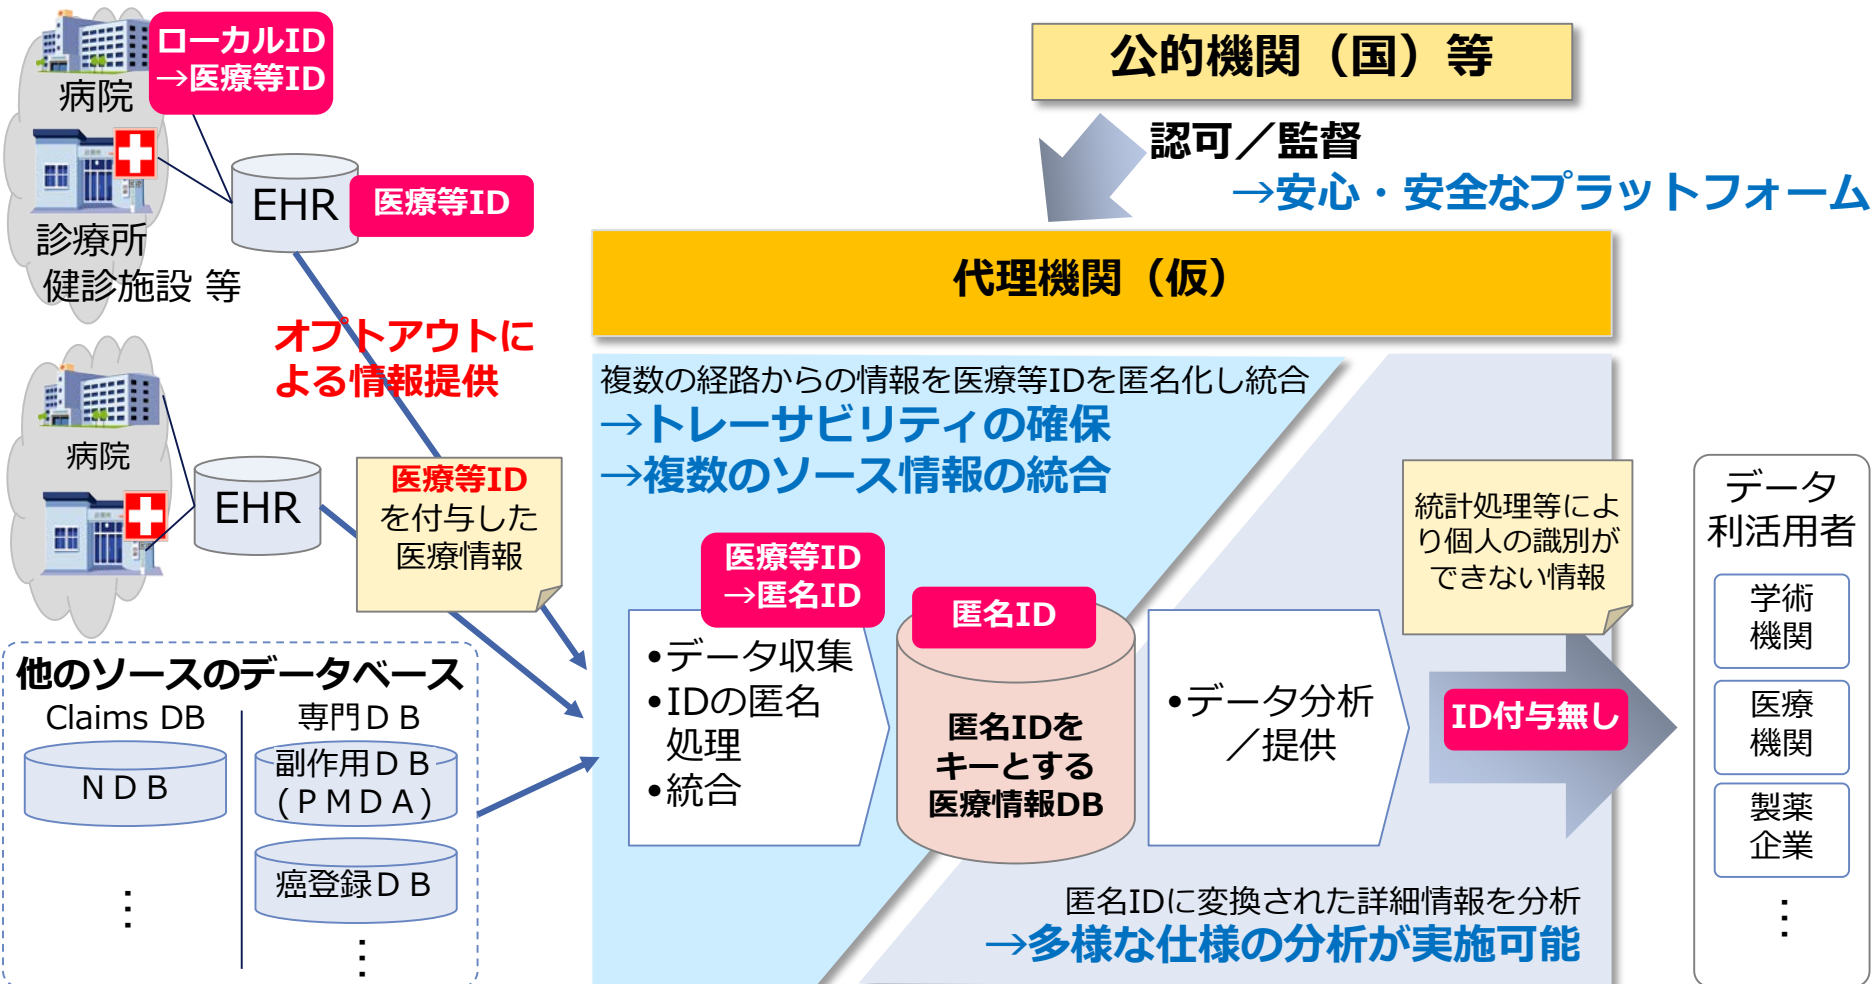 ローカルID
→医療等ID
病院
診療所
健診施設 等
EHR
医療等ID
公的機関（国）等
認可／監督
→安心・安全なプラットフォーム
代理機関（仮）
オプトアウトに
よる情報提供
病院
EHR
医療等ID
を付与した
医療情報
複数の経路からの情報を医療等IDを匿名化し統合
→トレーサビリティの確保
→複数のソース情報の統合
医療等ID
→匿名ID
•データ収集
•IDの匿名
処理
•統合
匿名ID
匿名IDを
キーとする
医療情報DB
•データ分析
／提供
統計処理等によ
り個人の識別が
できない情報
ID付与無し
匿名IDに変換された詳細情報を分析
→多様な仕様の分析が実施可能
データ
利活用者
学術
機関
医療
機関
製薬
企業
⋮
他のソースのデータベース
Claims DB
ＮＤＢ
⋮
専門ＤＢ
副作用ＤＢ
(ＰＭＤＡ)
癌登録ＤＢ
⋮